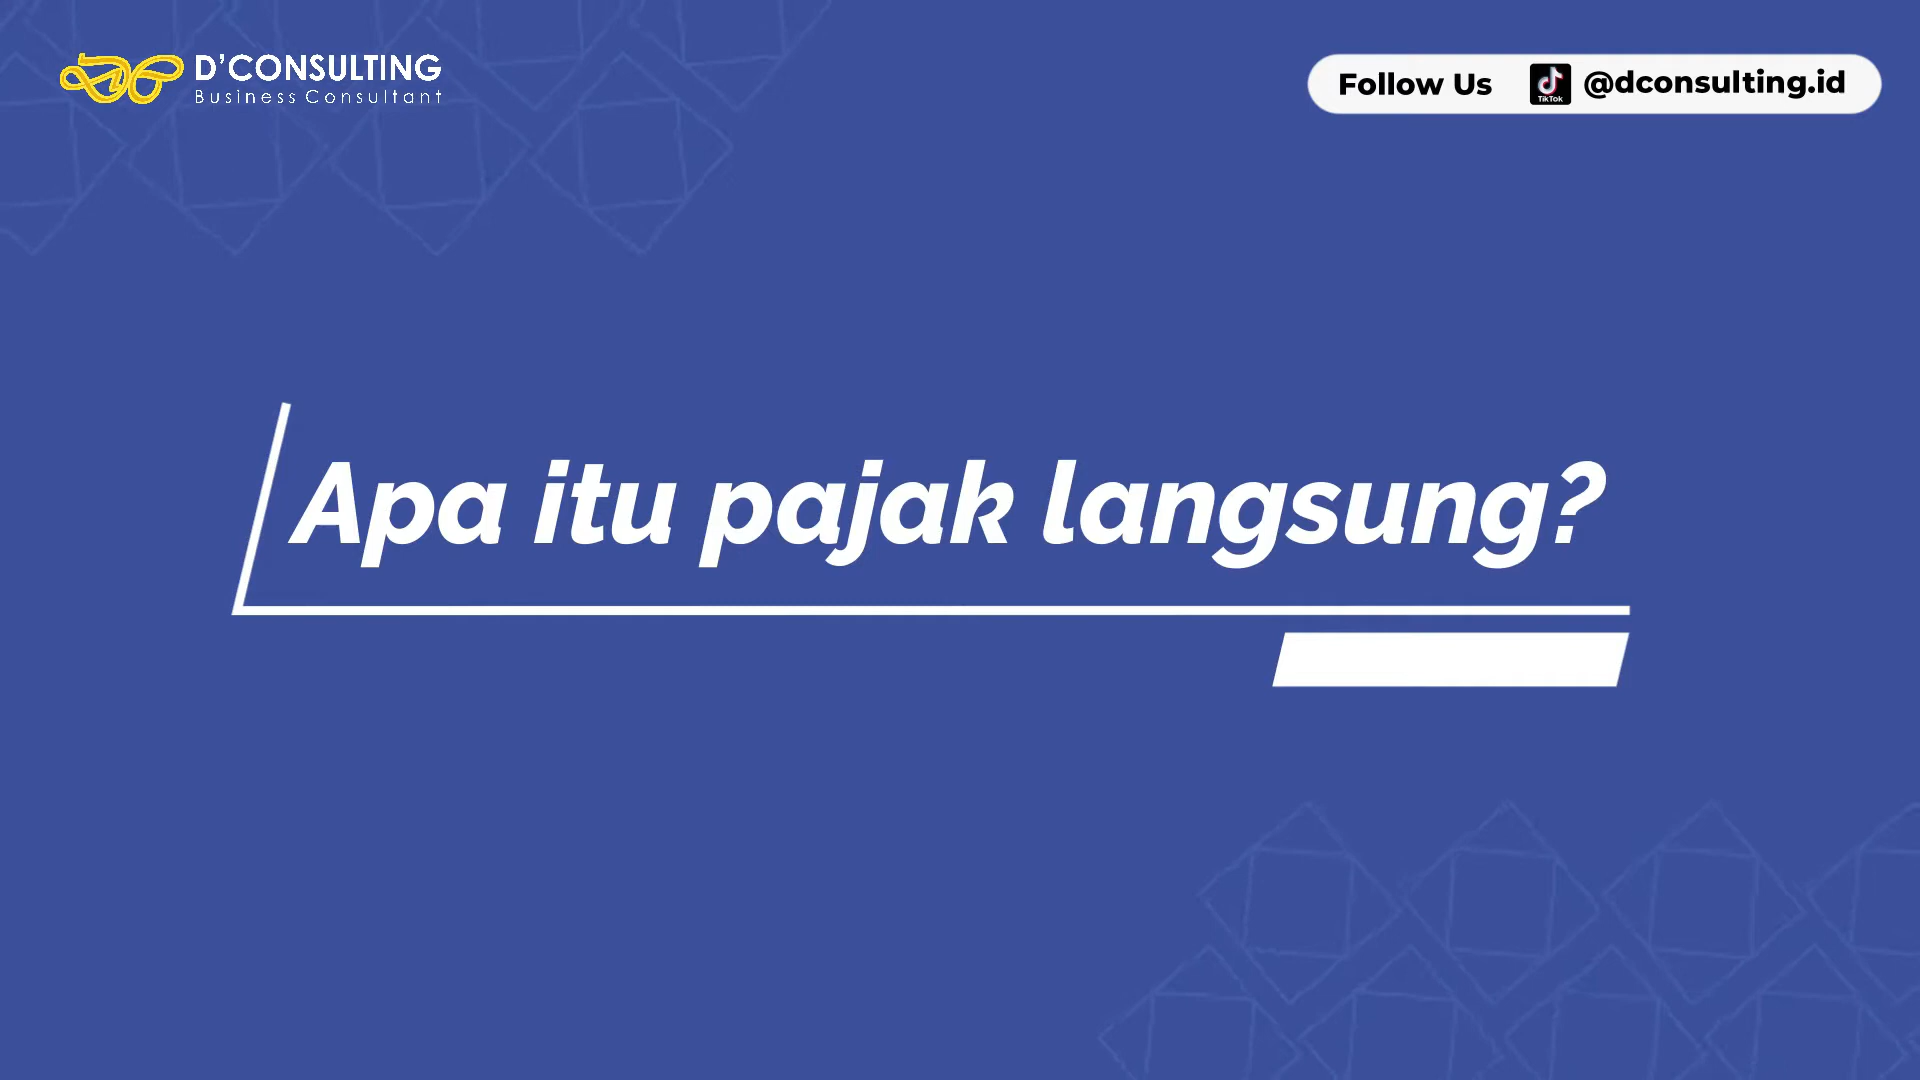 D'CONSULTING
Business Consultant
Follow Us TikTok @dconsulting.id
Apa itu pajak langsung?